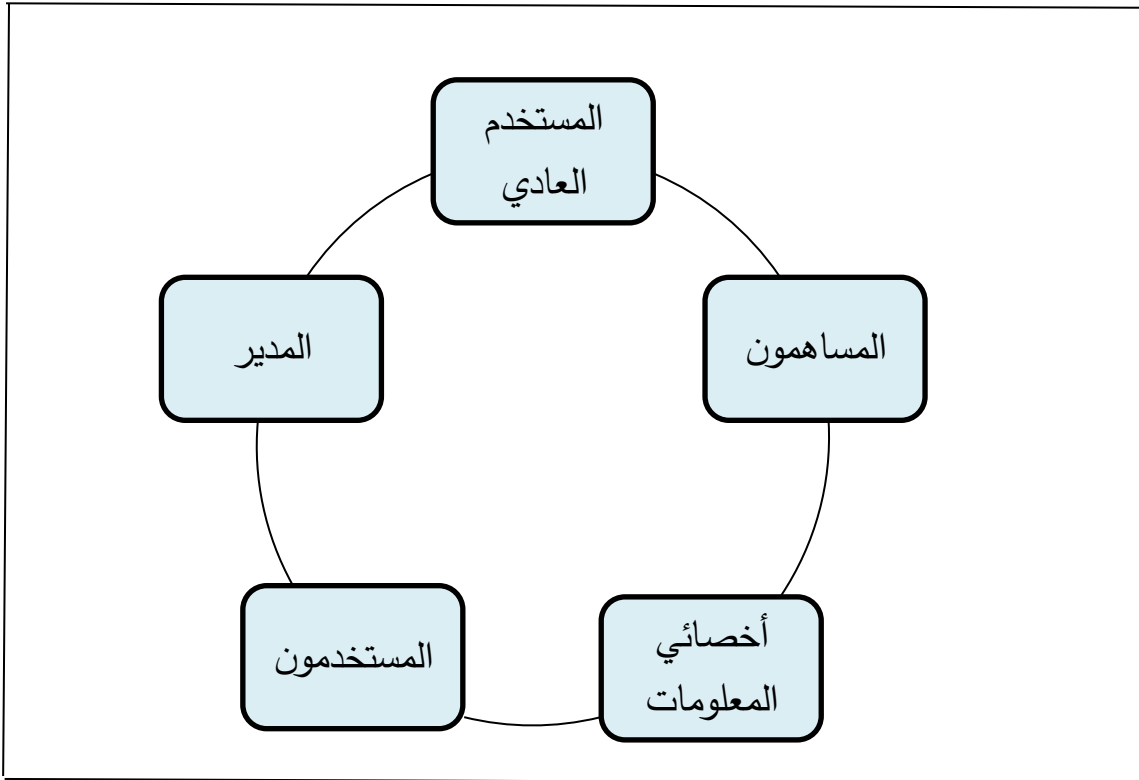 المستخدم
العادي
المساهمون
المدير
أخصائي
المعلومات
المستخدمون